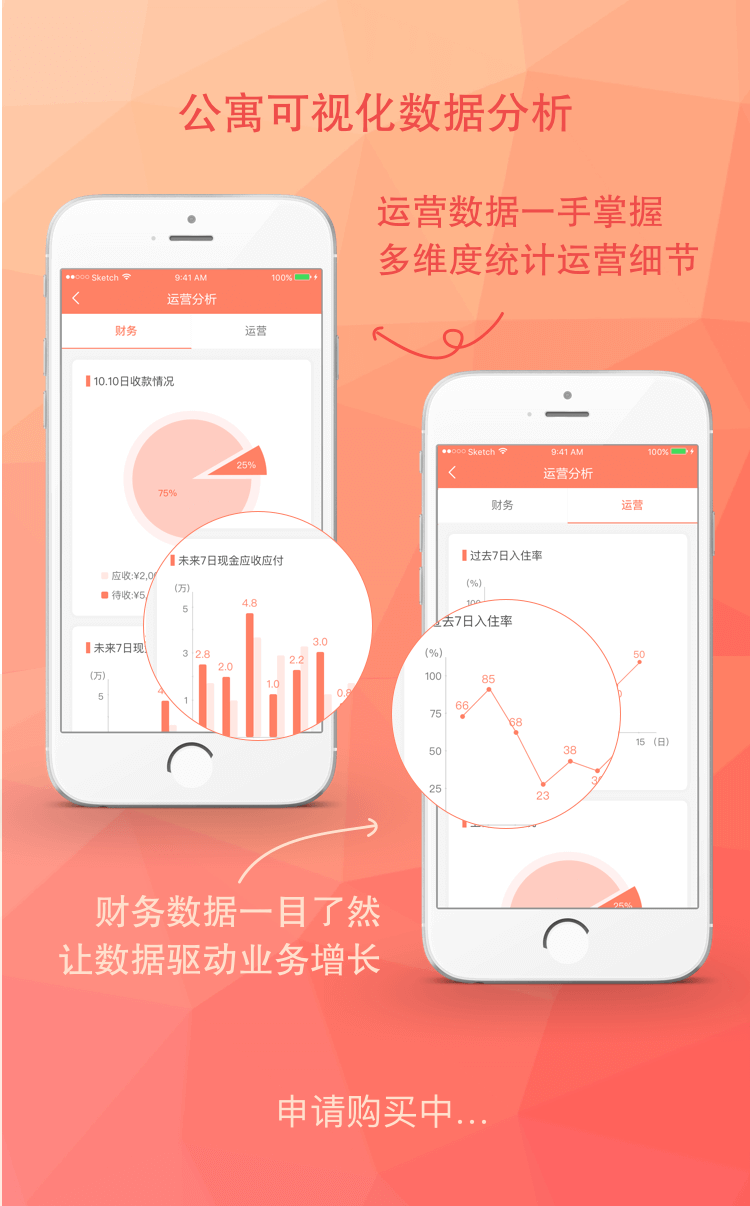 公寓可视化数据分析
运营数据一手掌握
多维度统计运营细节
Sketch 9:41 AM 100%
运营分析
财务 运营
10.10日收款情况
25%
75%
应收:¥2,0
待收:¥5,
未来7日现
(万)
5
未来7日现金应收应付
(万)
5
4.8
3
2.8
2.0
1.0
2.2
3.0
0.8
1
Sketch 9:41 AM 100%
运营分析
财务 运营
过去7日入住率
(%)
100
50
15 (日)
过去7日入住率
(%)
100
75
50
25
66
85
68
23
38
25%
财务数据一目了然
让数据驱动业务增长
申请购买中...